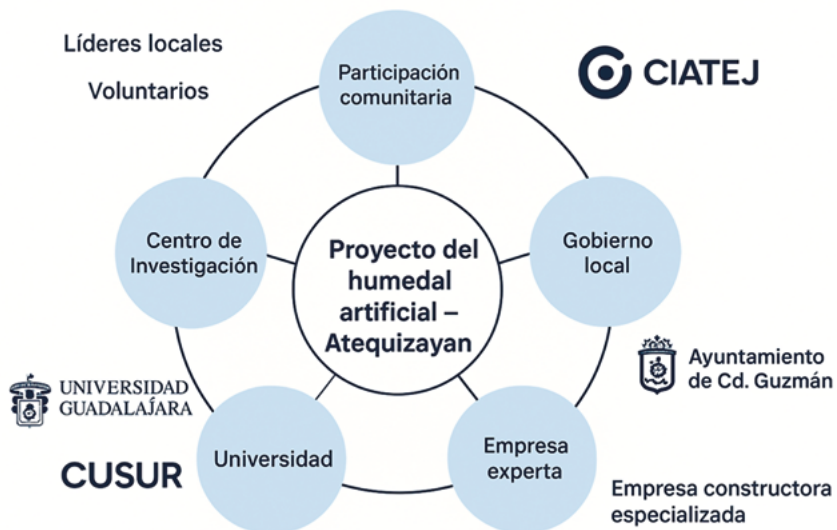 Líderes locales
Voluntarios
Participación
comunitaria
CIATEJ
Centro de
Investigación
Proyecto del
humedal
artificial –
Atequizayan
Gobierno
local
Ayuntamiento
de Cd. Guzmán
UNIVERSIDAD
GUADALAJARA
CUSUR
Universidad
Empresa
experta
Empresa constructora
especializada